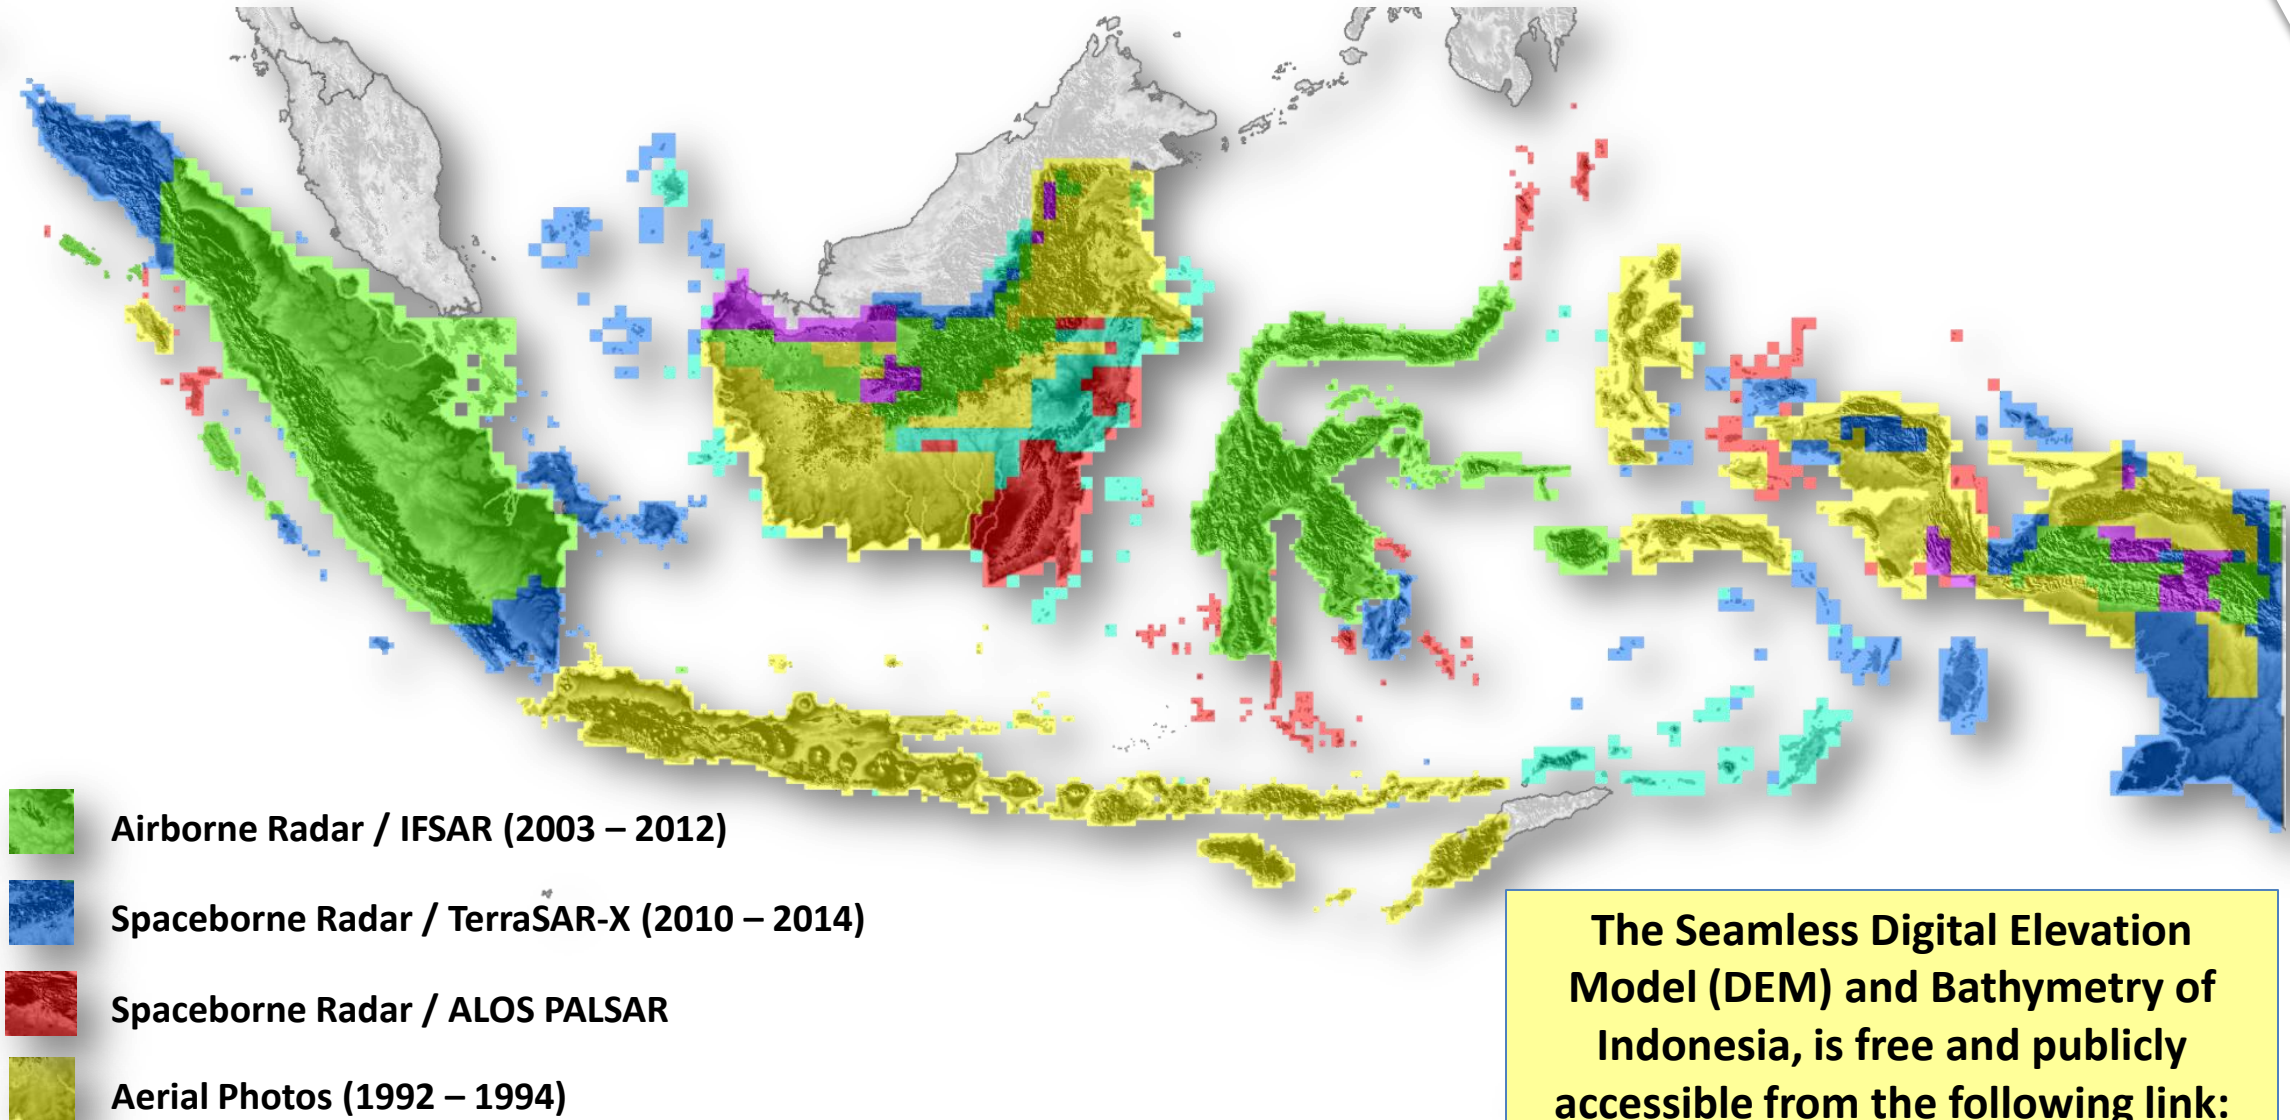 Airborne Radar / IFSAR (2003 – 2012)
Spaceborne Radar / TerraSAR-X (2010 – 2014)
Spaceborne Radar / ALOS PALSAR
Aerial Photos (1992 – 1994)
The Seamless Digital Elevation
Model (DEM) and Bathymetry of
Indonesia, is free and publicly
accessible from the following link: